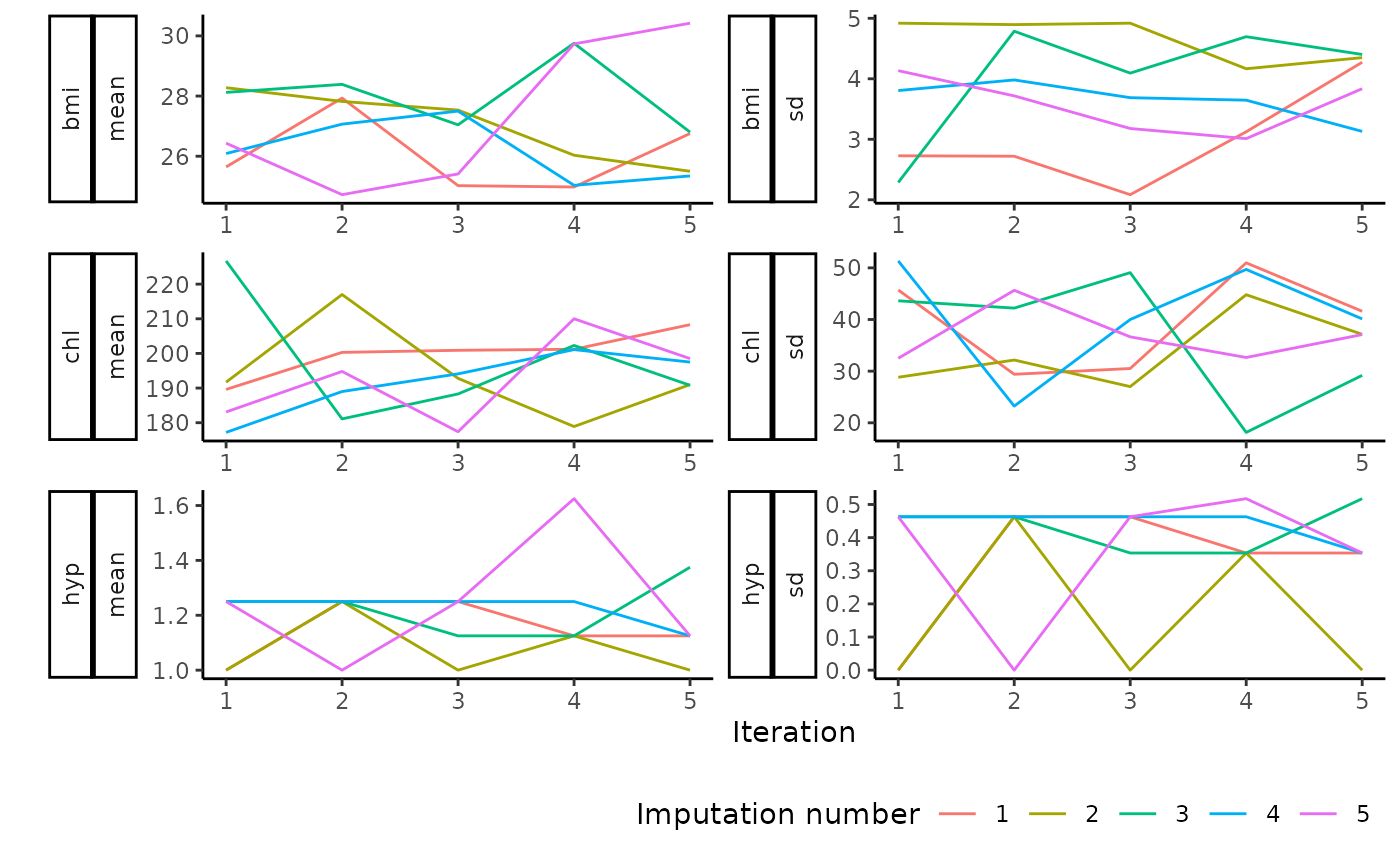 bmi mean
30
28
26
1 2 3 4 5
bmi sd
5
4
3
2
1 2 3 4 5
chl mean
220
210
200
190
180
1 2 3 4 5
chl sd
50
40
30
20
1 2 3 4 5
hyp mean
1.6
1.4
1.2
1.0
1 2 3 4 5
hyp sd
0.5
0.4
0.3
0.2
0.1
0.0
1 2 3 4 5
Iteration
Imputation number 1 2 3 4 5